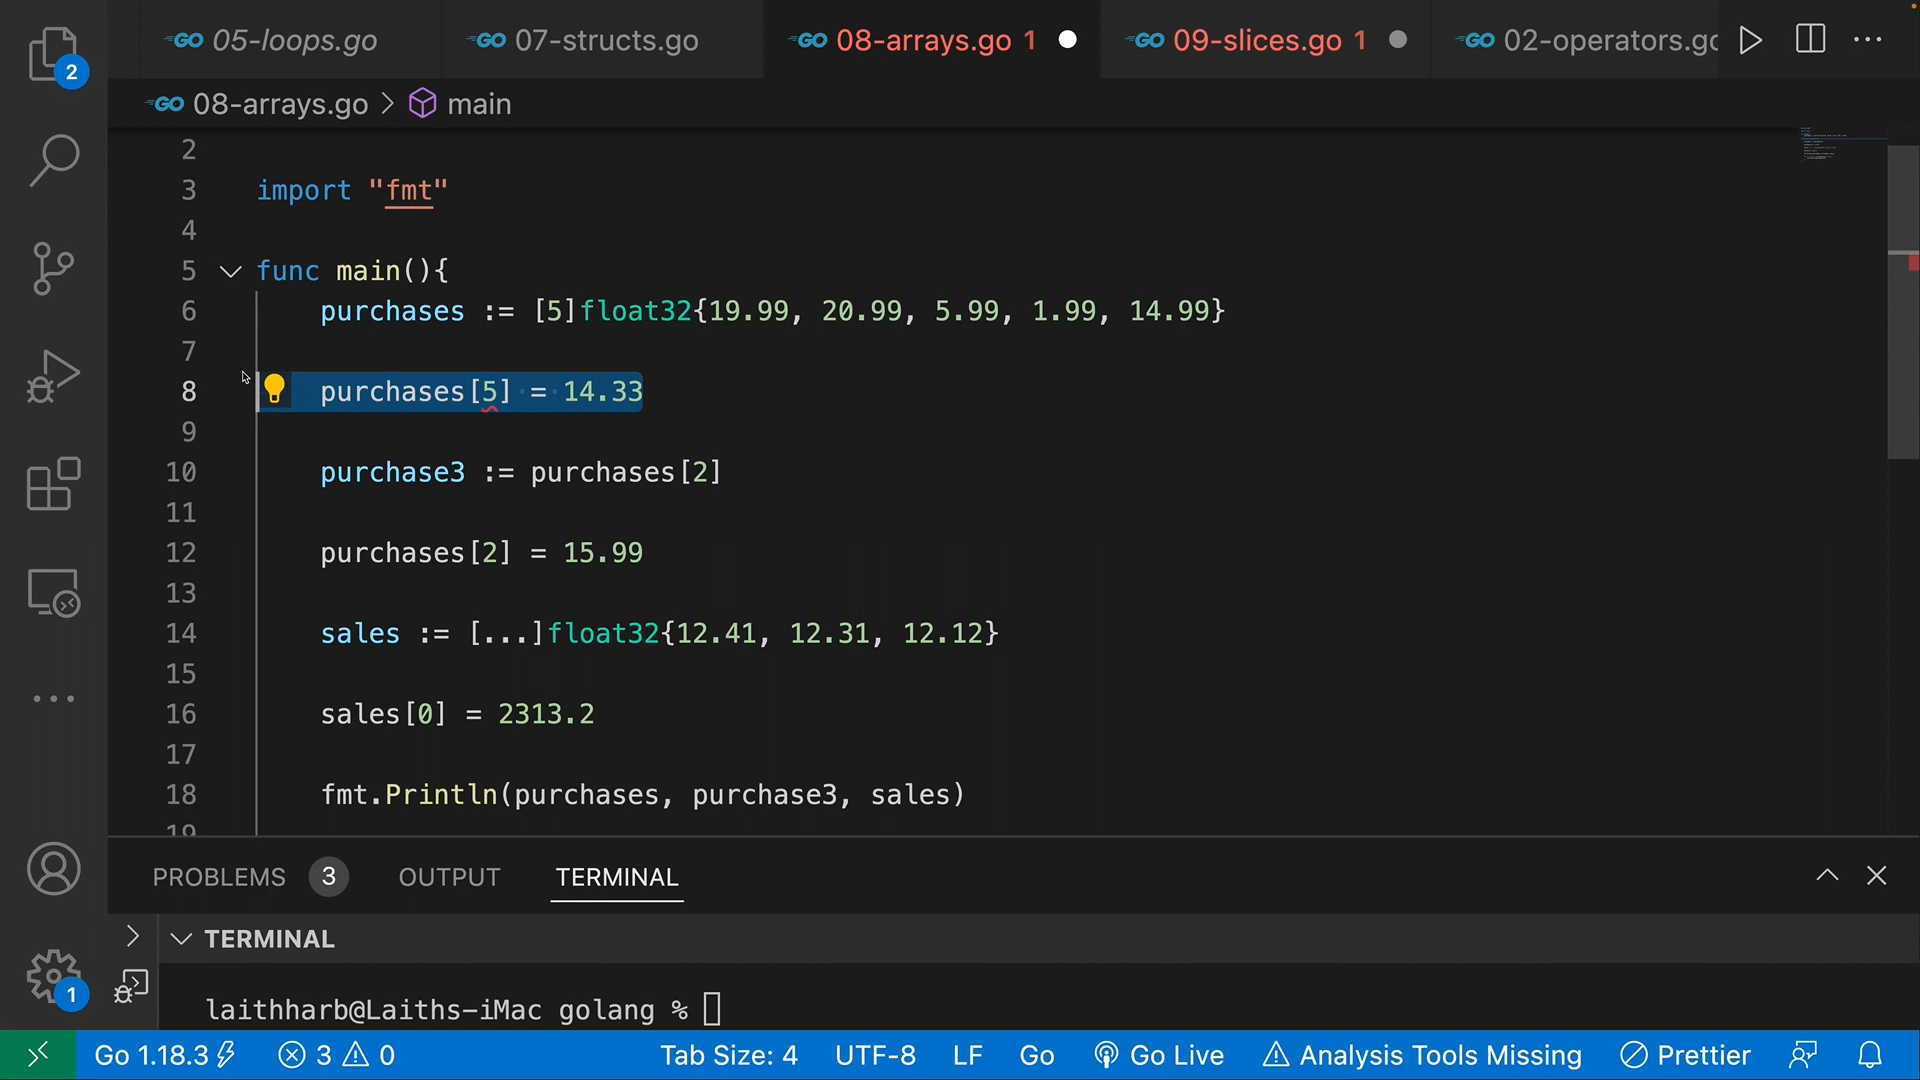 05-loops.go 07-structs.go 08-arrays.go 1 09-slices.go 1 02-operators.go
2
08-arrays.go > main
2
3 import "fmt"
4
5 func main(){
6 purchases := [5]float32{19.99, 20.99, 5.99, 1.99, 14.99}
7
8 purchases[5] = 14.33
9
10 purchase3 := purchases[2]
11
12 purchases[2] = 15.99
13
14 sales := [...]float32{12.41, 12.31, 12.12}
15
16 sales[0] = 2313.2
17
18 fmt.Println(purchases, purchase3, sales)
19
PROBLEMS 3 OUTPUT TERMINAL
TERMINAL
laithharb@Laiths-iMac golang %
1
Go 1.18.3 3 0 Tab Size: 4 UTF-8 LF Go Go Live Analysis Tools Missing Prettier